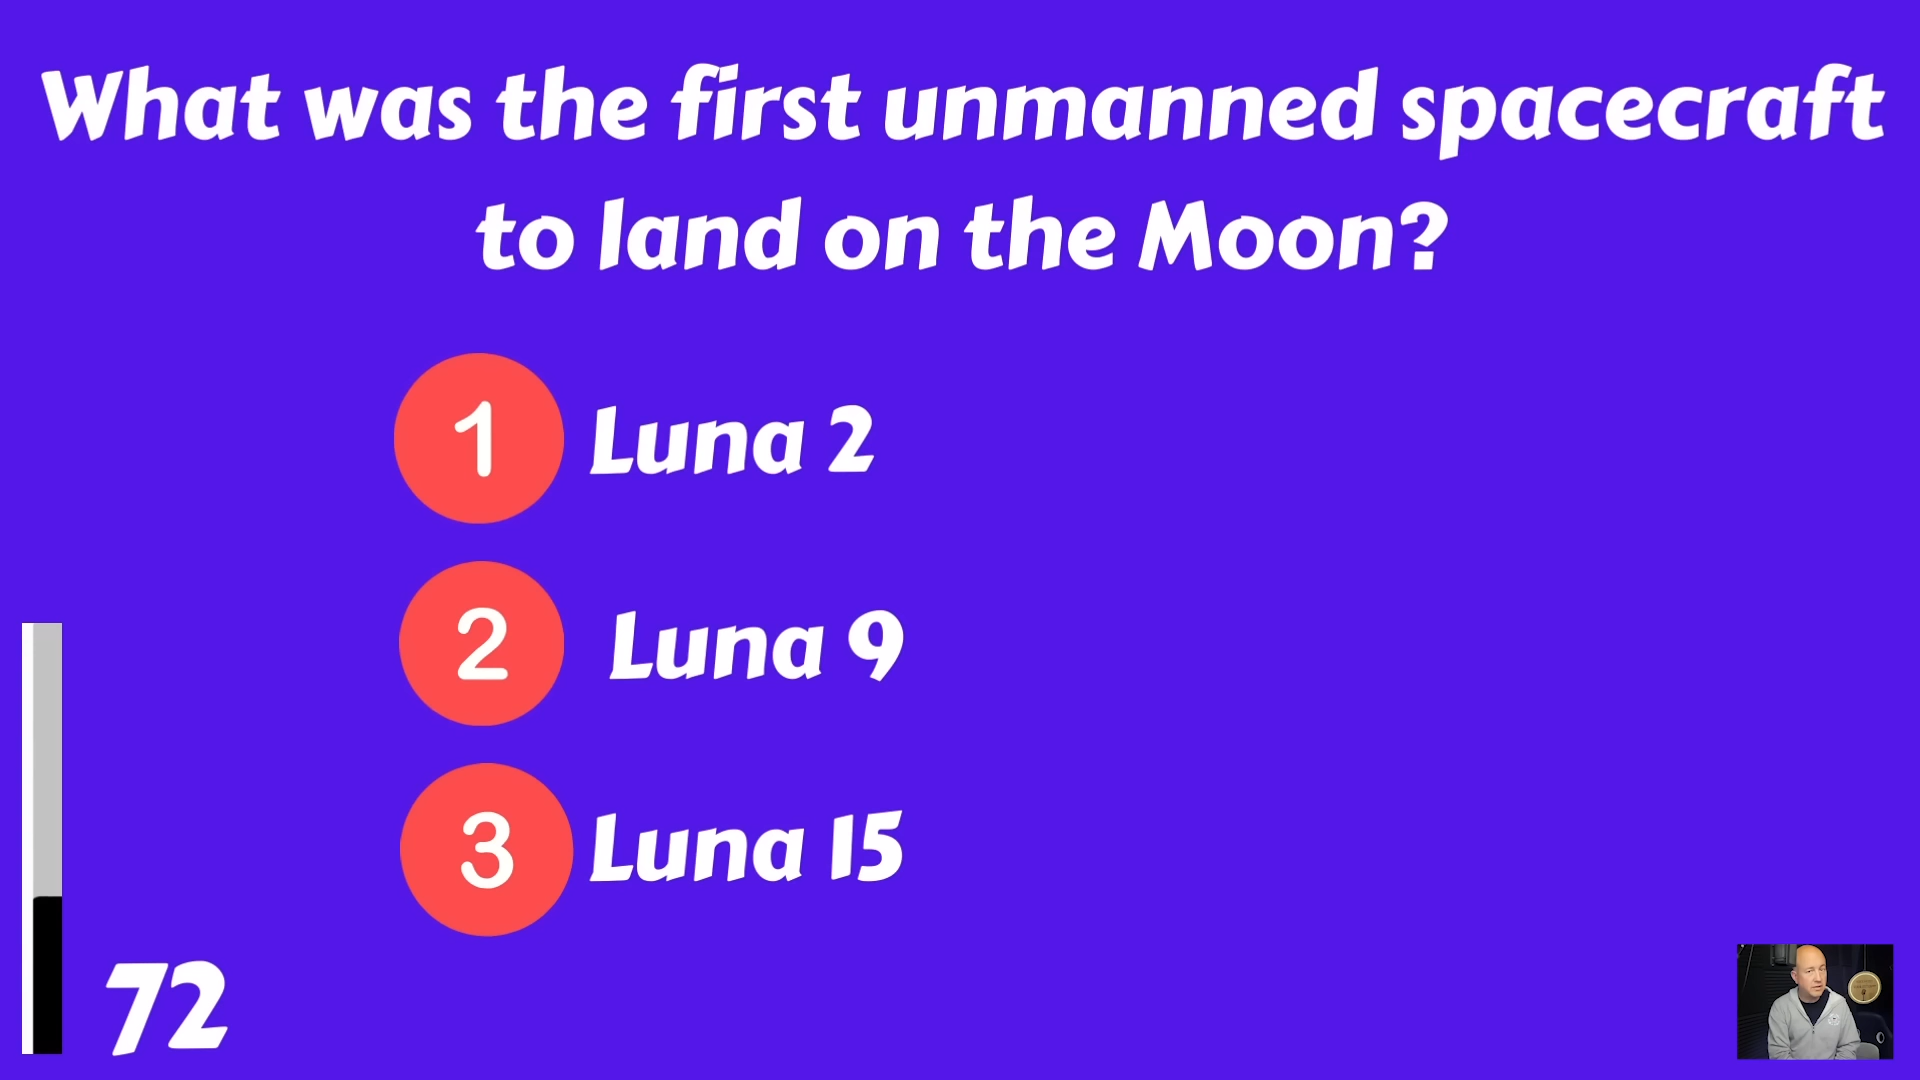 What was the first unmanned spacecraft
to land on the Moon?
1 Luna 2
2 Luna 9
3 Luna 15
72